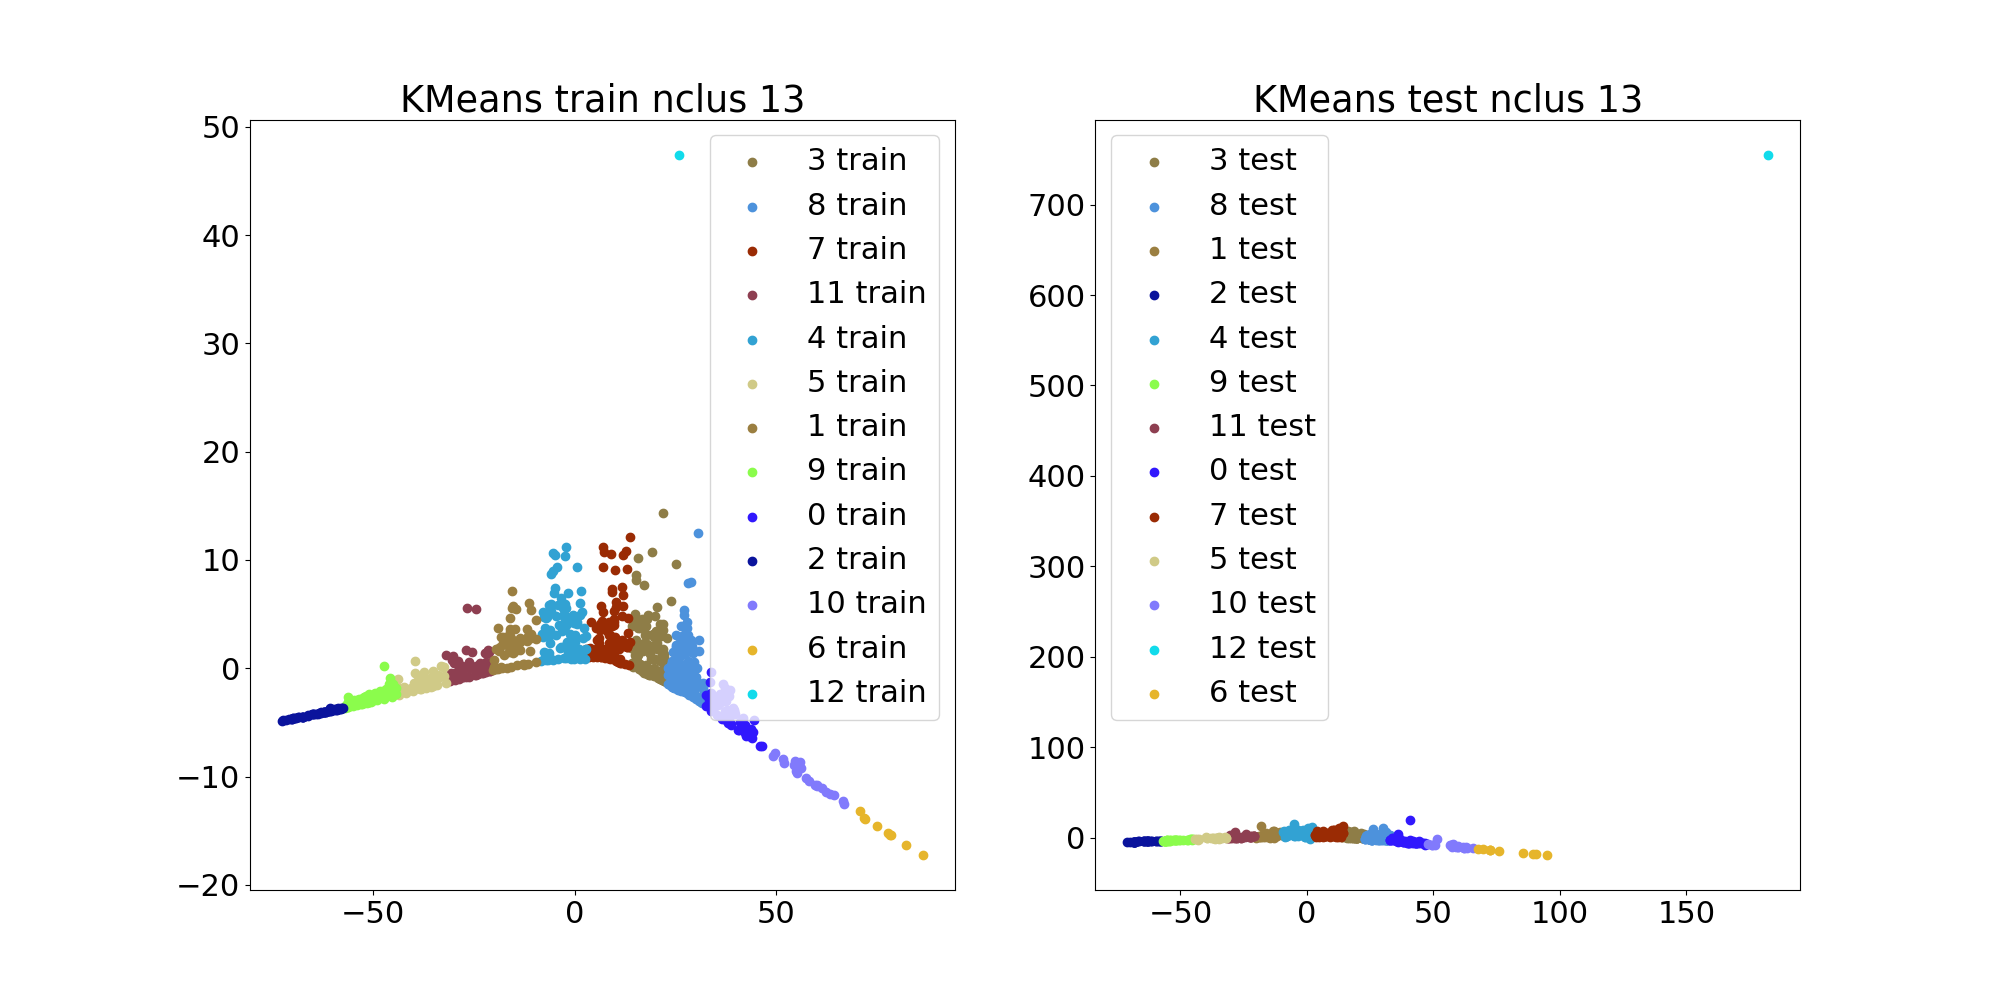 KMeans train nclus 13
50
40
30
20
10
0
−10
−20
−50
0
50
3 train
8 train
7 train
11 train
4 train
5 train
1 train
9 train
0 train
2 train
10 train
6 train
12 train
KMeans test nclus 13
700
600
500
400
300
200
100
0
−50
0
50
100
150
3 test
8 test
1 test
2 test
4 test
9 test
11 test
0 test
7 test
5 test
10 test
12 test
6 test